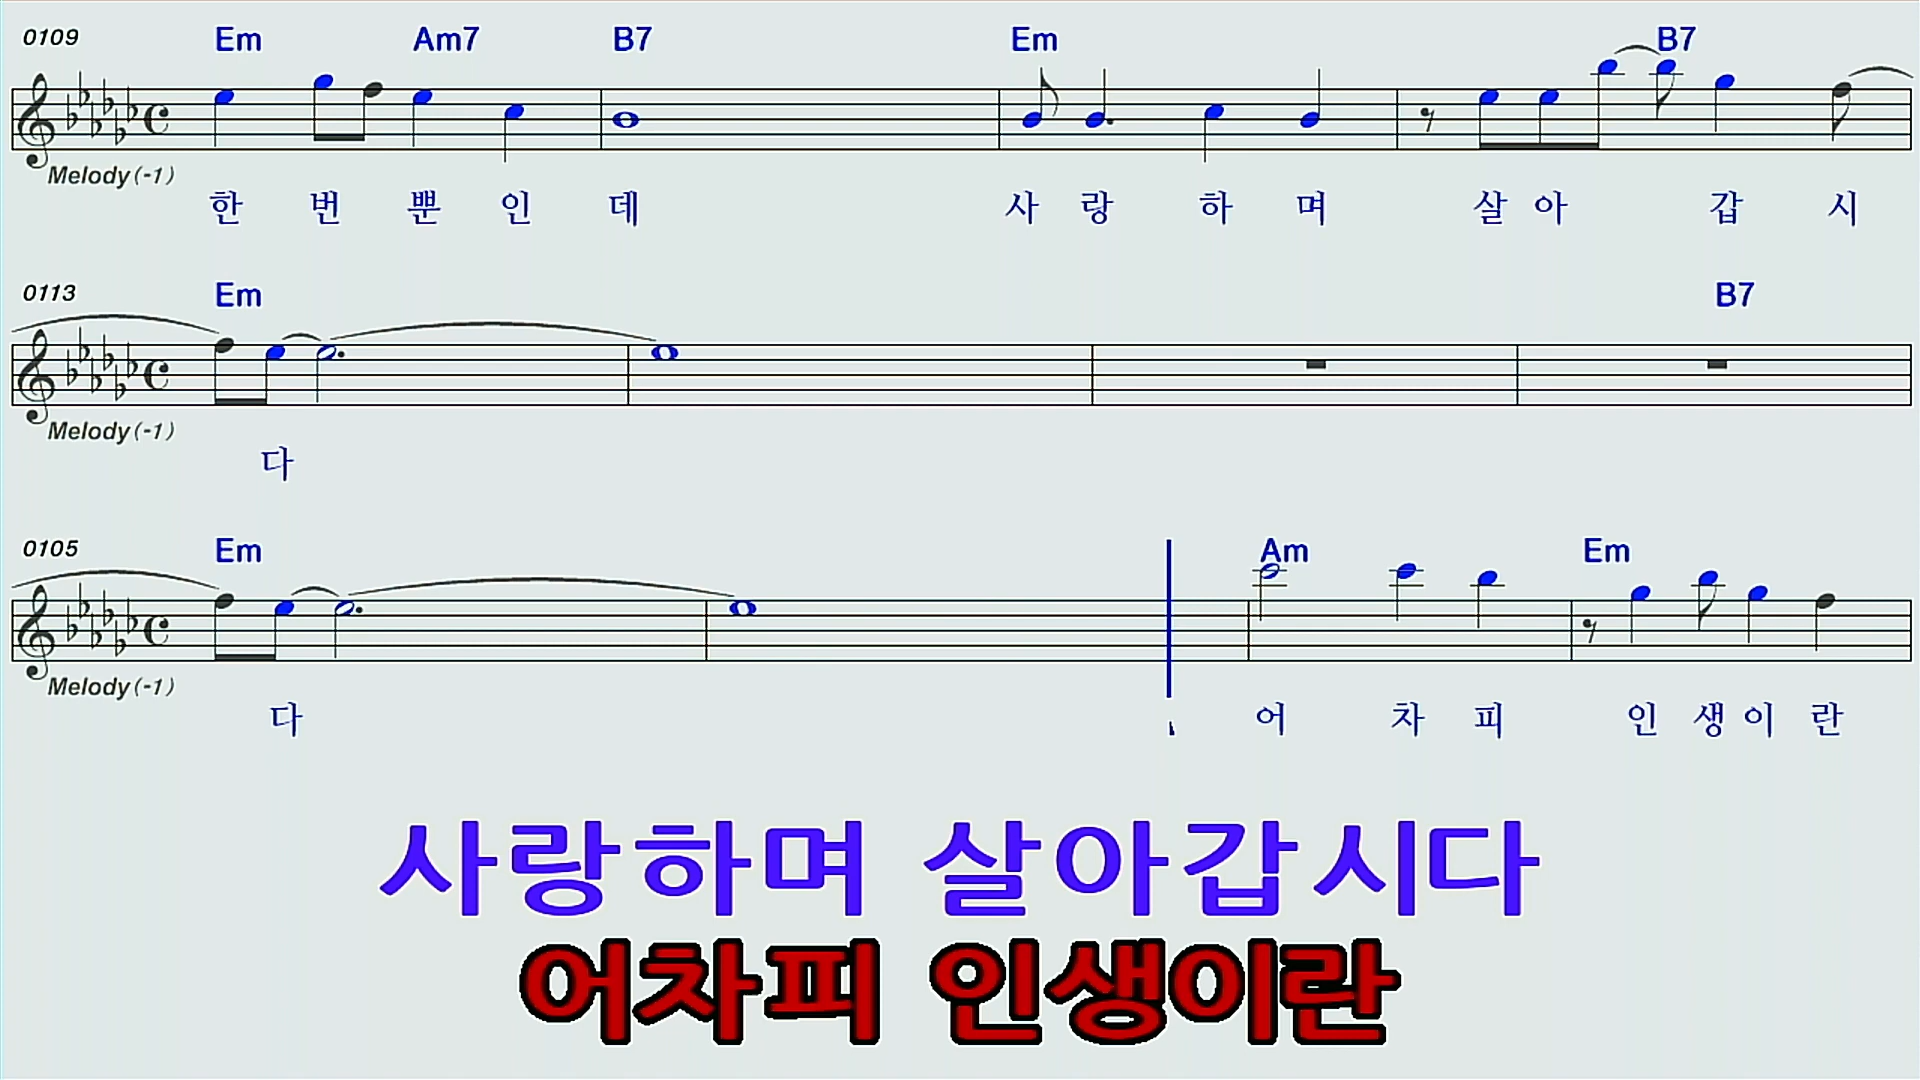 0109 Em Am7 B7 Em B7
Melody(-1)
한 번 뿐 인 데 사 랑 하 며 살 아 갑 시
0113 Em B7
Melody(-1)
다
0105 Em Am Em
Melody(-1)
다 어 차 피 인 생 이 란
사랑하며 살아갑시다
어차피 인생이란